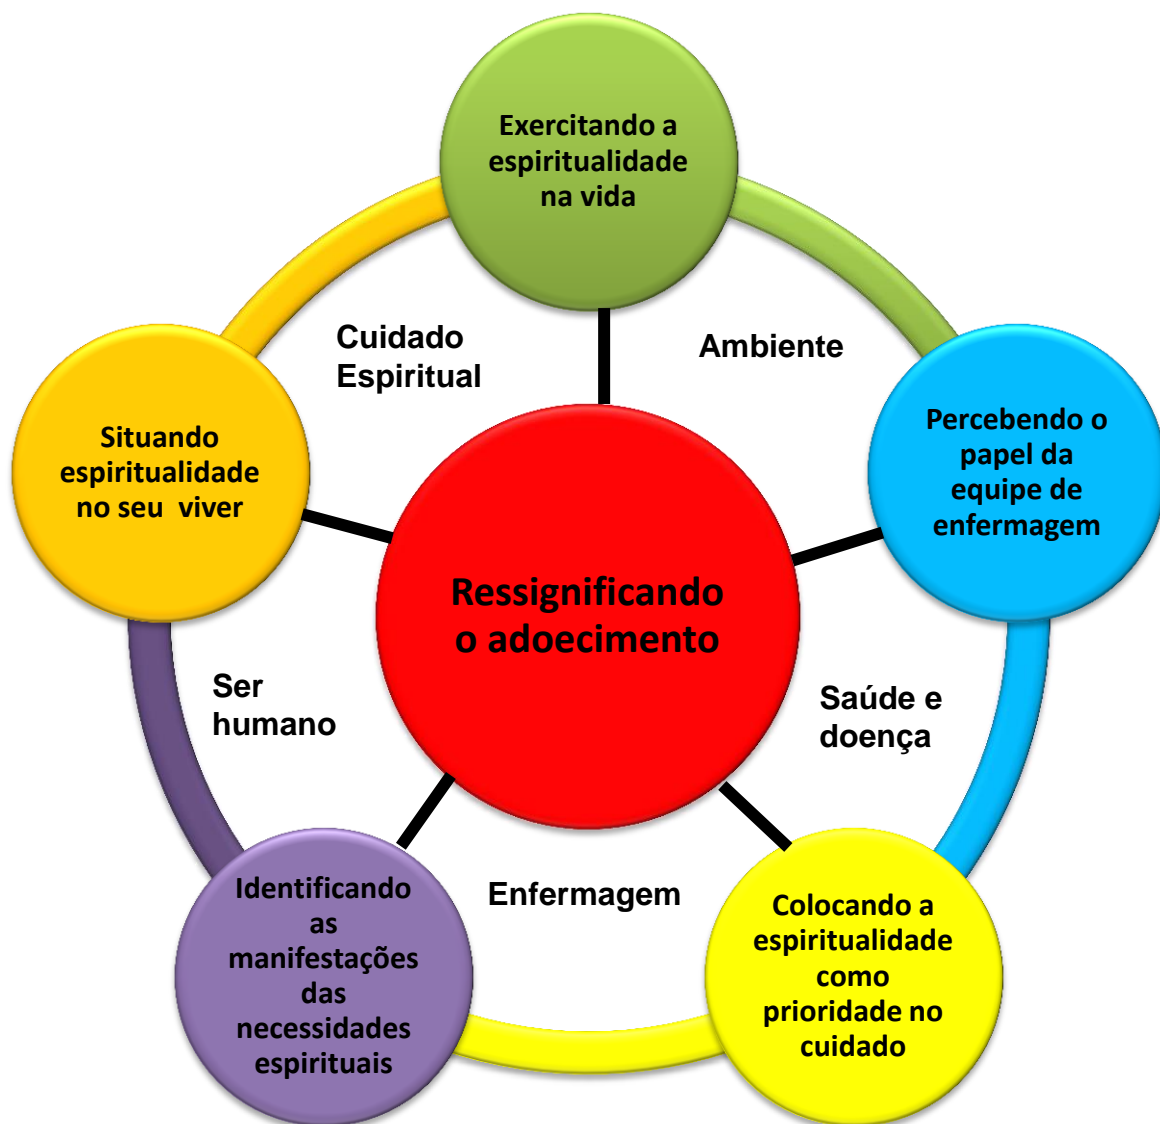 Exercitando a
espiritualidade
na vida
Cuidado
Espiritual
Ambiente
Situando
espiritualidade
no seu viver
Percebendo o
papel da
equipe de
enfermagem
Ressignificando
o adoecimento
Ser
humano
Saúde e
doença
Enfermagem
Identificando
as
manifestações
das
necessidades
espirituais
Colocando a
espiritualidade
como
prioridade no
cuidado